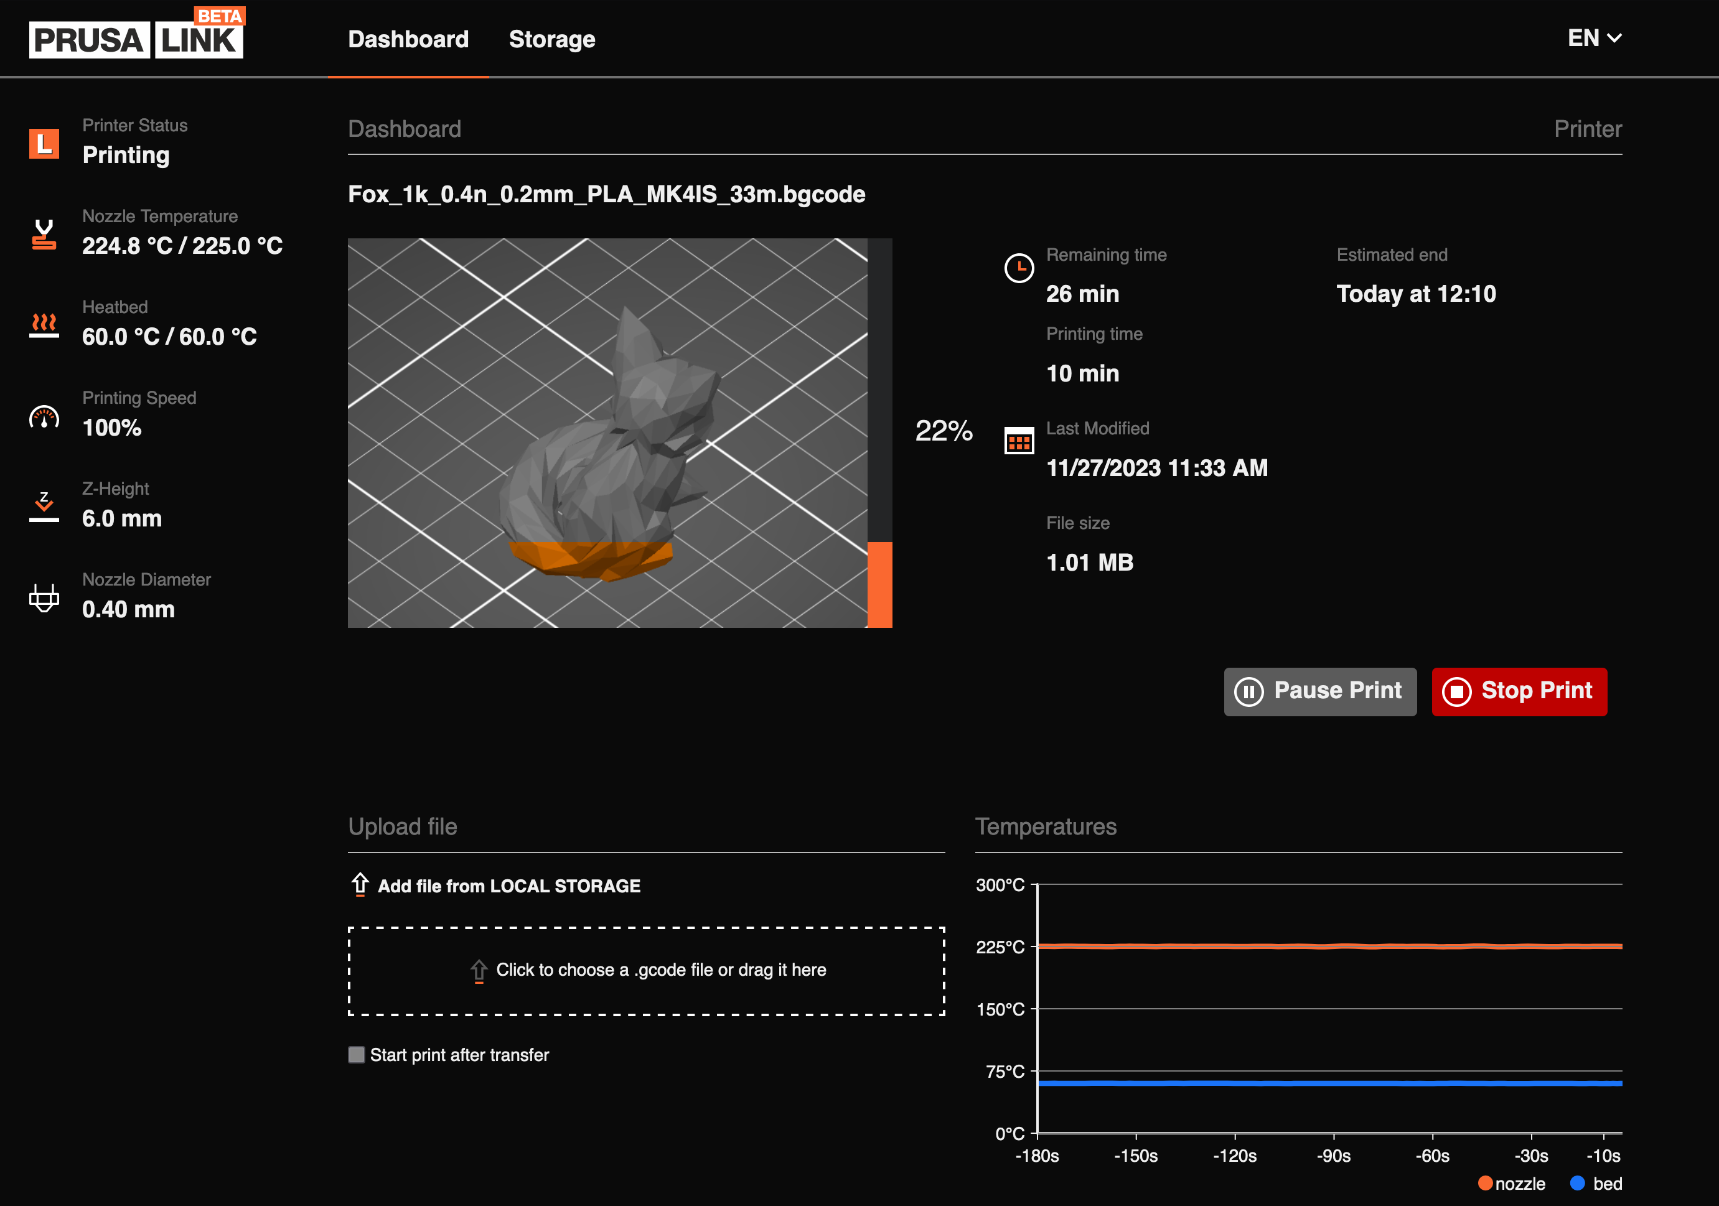 PRUSA LINK BETA
Dashboard
Storage
EN
Printer Status
Printing
Nozzle Temperature
224.8 °C / 225.0 °C
Heatbed
60.0 °C / 60.0 °C
Printing Speed
100%
Z
Z-Height
6.0 mm
Nozzle Diameter
0.40 mm
Dashboard
Printer
Fox_1k_0.4n_0.2mm_PLA_MK4IS_33m.bgcode
22%
Remaining time
26 min
Estimated end
Today at 12:10
Printing time
10 min
Last Modified
11/27/2023 11:33 AM
File size
1.01 MB
Pause Print
Stop Print
Upload file
Add file from LOCAL STORAGE
Click to choose a .gcode file or drag it here
Start print after transfer
Temperatures
300°C
225°C
150°C
75°C
0°C
-180s -150s -120s -90s -60s -30s -10s
nozzle bed